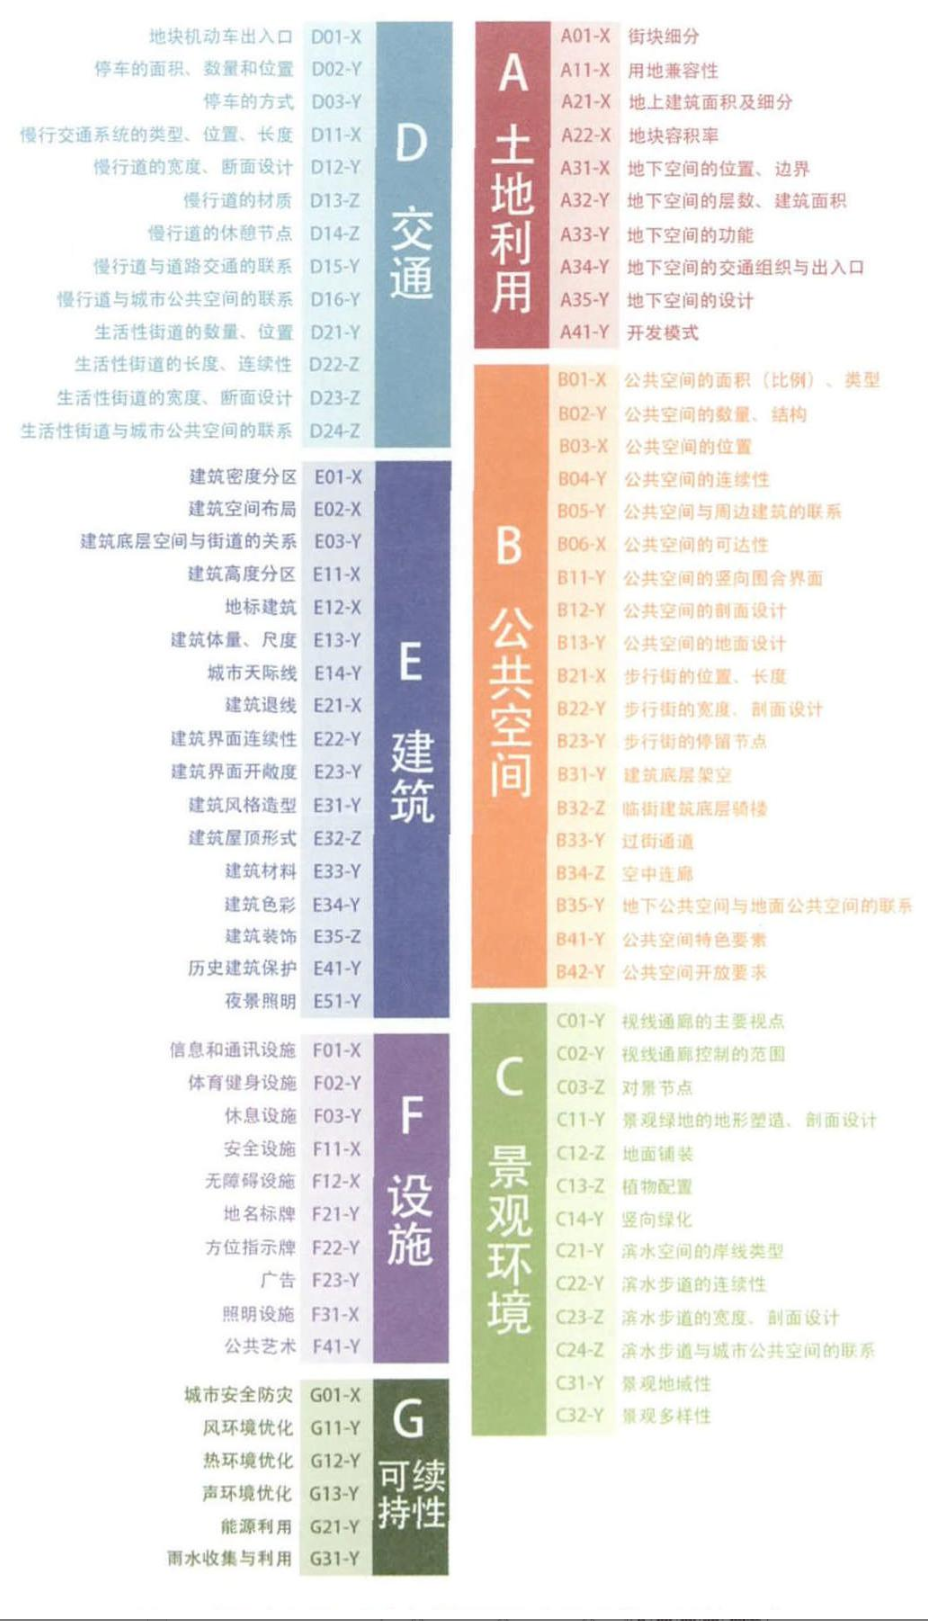 D 交通
地块机动车出入口 D01-X
停车的面积、数量和位置 D02-Y
停车的方式 D03-Y
慢行交通系统的类型、位置、长度 D11-X
慢行道的宽度、断面设计 D12-Y
慢行道的材质 D13-Z
慢行道的休憩节点 D14-Z
慢行道与道路交通的联系 D15-Y
慢行道与城市公共空间的联系 D16-Y
生活性街道的数量、位置 D21-Y
生活性街道的长度、连续性 D22-Z
生活性街道的宽度、断面设计 D23-Z
生活性街道与城市公共空间的联系 D24-Z
E 建筑
建筑密度分区 E01-X
建筑空间布局 E02-X
建筑底层空间与街道的关系 E03-Y
建筑高度分区 E11-X
地标建筑 E12-X
建筑体量、尺度 E13-Y
城市天际线 E14-Y
建筑退线 E21-X
建筑界面连续性 E22-Y
建筑界面开敞度 E23-Y
建筑风格造型 E31-Y
建筑屋顶形式 E32-Z
建筑材料 E33-Y
建筑色彩 E34-Y
建筑装饰 E35-Z
历史建筑保护 E41-Y
夜景照明 E51-Y
F 设施
信息和通讯设施 F01-X
体育健身设施 F02-Y
休息设施 F03-Y
安全设施 F11-X
无障碍设施 F12-X
地名标牌 F21-Y
方位指示牌 F22-Y
广告 F23-Y
照明设施 F31-X
公共艺术 F41-Y
G 可持续性
城市安全防灾 G01-X
风环境优化 G11-Y
热环境优化 G12-Y
声环境优化 G13-Y
能源利用 G21-Y
雨水收集与利用 G31-Y
A 土地利用
A01-X 街块细分
A11-X 用地兼容性
A21-X 地上建筑面积及细分
A22-X 地块容积率
A31-X 地下空间的位置、边界
A32-Y 地下空间的层数、建筑面积
A33-Y 地下空间的功能
A34-Y 地下空间的交通组织与出入口
A35-Y 地下空间的设计
A41-Y 开发模式
B 公共空间
B01-X 公共空间的面积（比例）、类型
B02-Y 公共空间的数量、结构
B03-X 公共空间的位置
B04-Y 公共空间的连续性
B05-Y 公共空间与周边建筑的联系
B06-X 公共空间的可达性
B11-Y 公共空间的竖向围合界面
B12-Y 公共空间的剖面设计
B13-Y 公共空间的地面设计
B21-X 步行街的位置、长度
B22-Y 步行街的宽度、剖面设计
B23-Y 步行街的停留节点
B31-Y 建筑底层架空
B32-Z 临街建筑底层骑楼
B33-Y 过街通道
B34-Z 空中连廊
B35-Y 地下公共空间与地面公共空间的联系
B41-Y 公共空间特色要素
B42-Y 公共空间开放要求
C 景观环境
C01-Y 视线通廊的主要视点
C02-Y 视线通廊控制的范围
C03-Z 对景节点
C11-Y 景观绿地的地形塑造、剖面设计
C12-Z 地面铺装
C13-Z 植物配置
C14-Y 竖向绿化
C21-Y 滨水空间的岸线类型
C22-Y 滨水步道的连续性
C23-Z 滨水步道的宽度、剖面设计
C24-Z 滨水步道与城市公共空间的联系
C31-Y 景观地域性
C32-Y 景观多样性